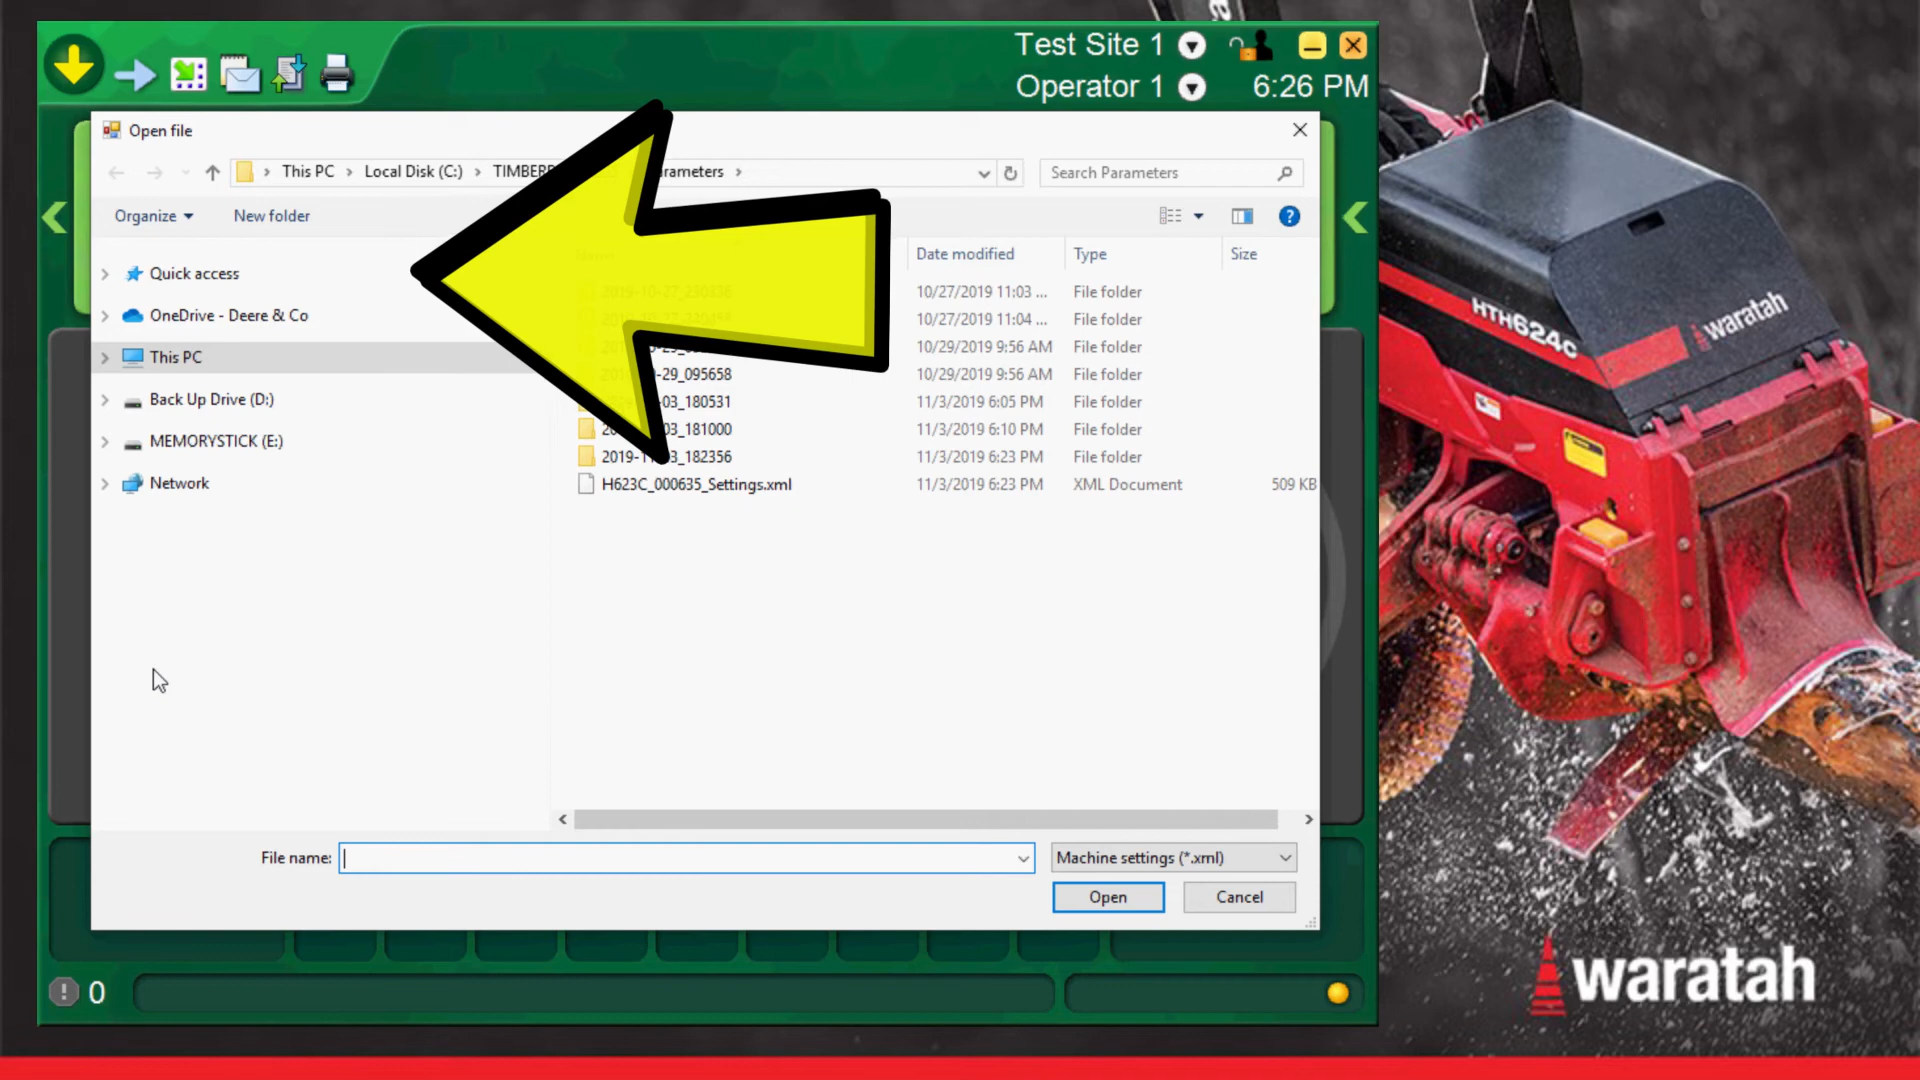 Test Site 1
Operator 1
6:26 PM
Open file
This PC > Local Disk (C:) >
>
Search Parameters
Organize
New folder
Date modified
Type
Size
Quick access
OneDrive - Deere & Co
This PC
Back Up Drive (D:)
MEMORYSTICK (E:)
Network
10/27/2019 11:03 ... File folder
10/27/2019 11:04 ... File folder
10/29/2019 9:56 AM File folder
-29_095658 10/29/2019 9:56 AM File folder
03_180531 11/3/2019 6:05 PM File folder
03_181000 11/3/2019 6:10 PM File folder
3_182356 11/3/2019 6:23 PM File folder
H623C_000635_Settings.xml 11/3/2019 6:23 PM XML Document 509 KB
File name:
Machine settings (*.xml)
Open
Cancel
0
HTH624C
waratah
waratah